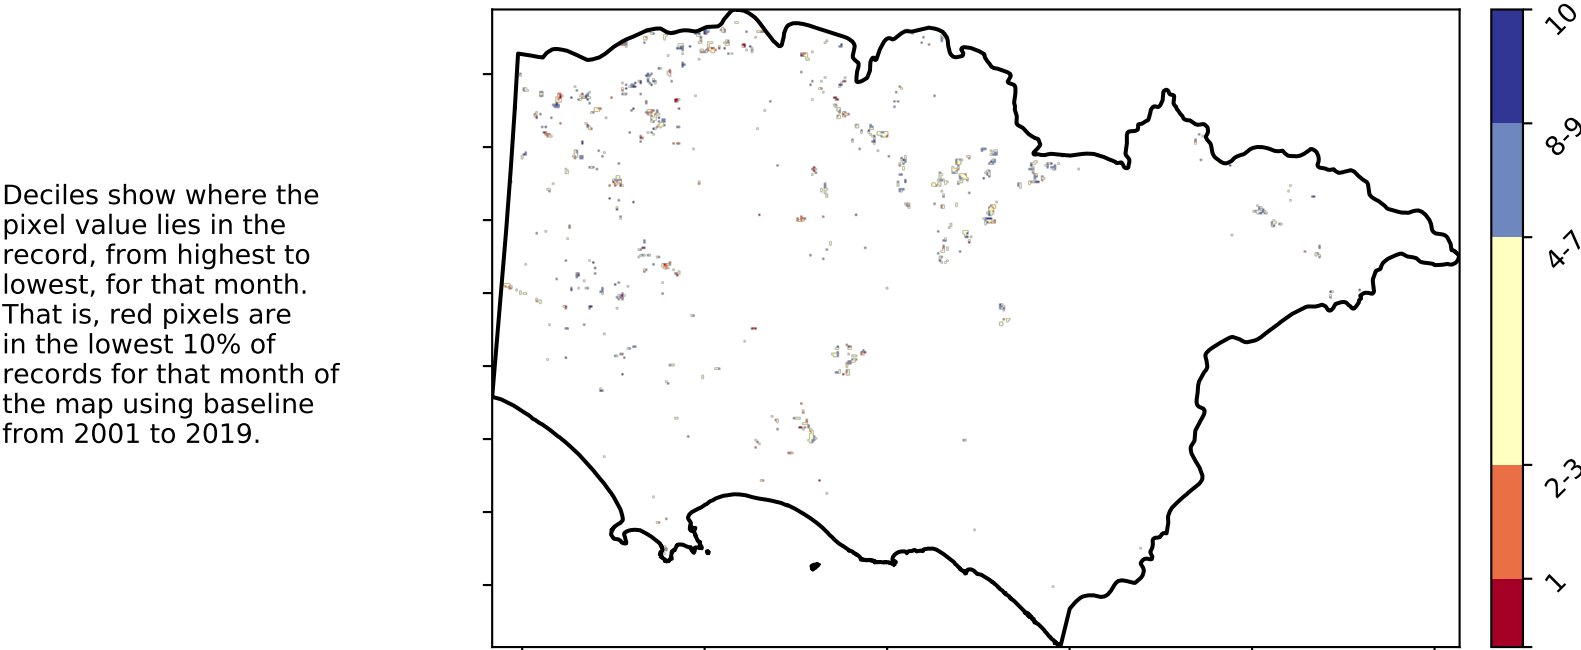 Deciles show where the
pixel value lies in the
record, from highest to
lowest, for that month.
That is, red pixels are
in the lowest 10% of
records for that month of
the map using baseline
from 2001 to 2019.
10
8-9
4-7
2-3
1